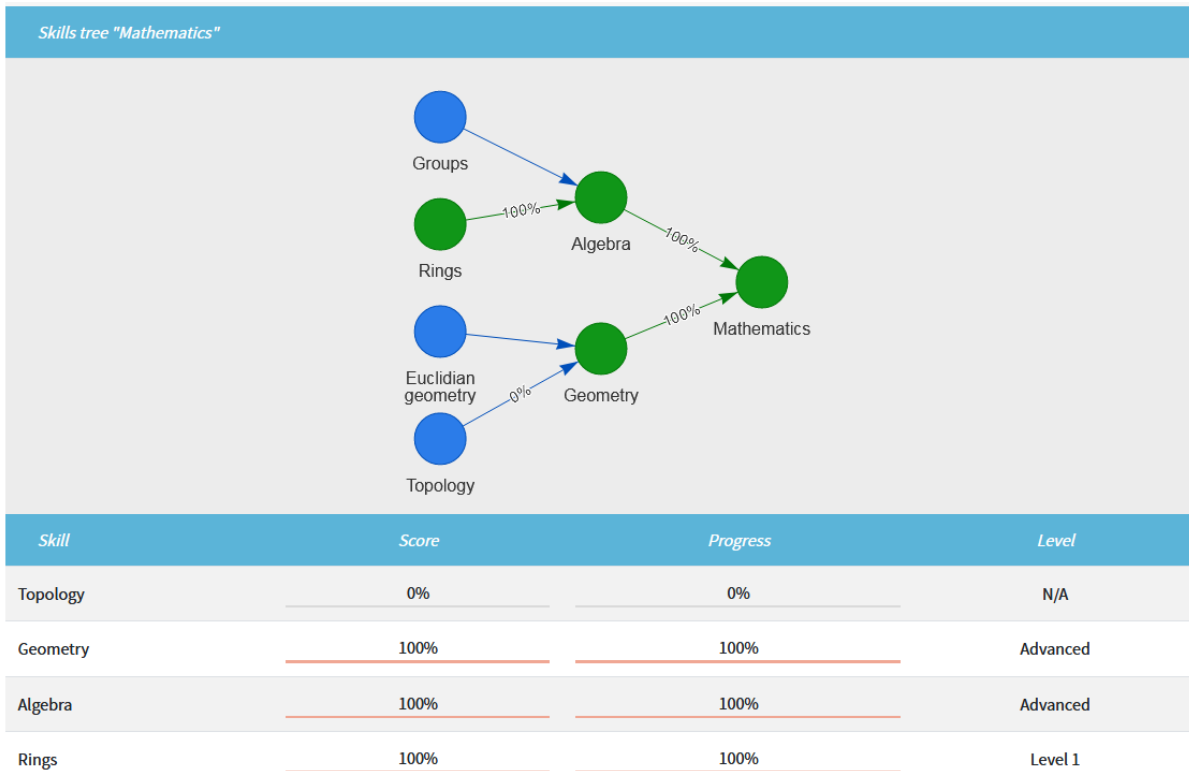 Skills tree "Mathematics"
Groups
100%
Rings
Algebra
100%
Euclidian
geometry
0%
Topology
Geometry
100%
Mathematics
Skill Score Progress Level
Topology 0% 0% N/A
Geometry 100% 100% Advanced
Algebra 100% 100% Advanced
Rings 100% 100% Level 1